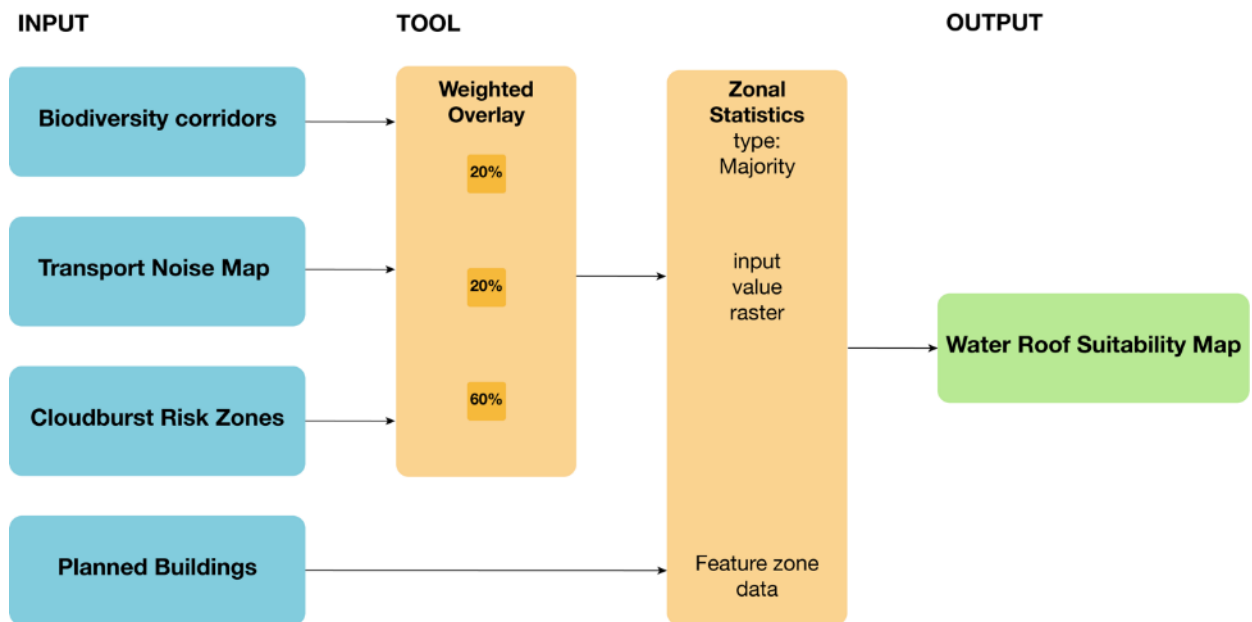 INPUT
TOOL
OUTPUT
Biodiversity corridors
Weighted
Overlay
20%
Zonal
Statistics
type:
Majority
Transport Noise Map
20%
input
value
raster
Water Roof Suitability Map
Cloudburst Risk Zones
60%
Planned Buildings
Feature zone
data